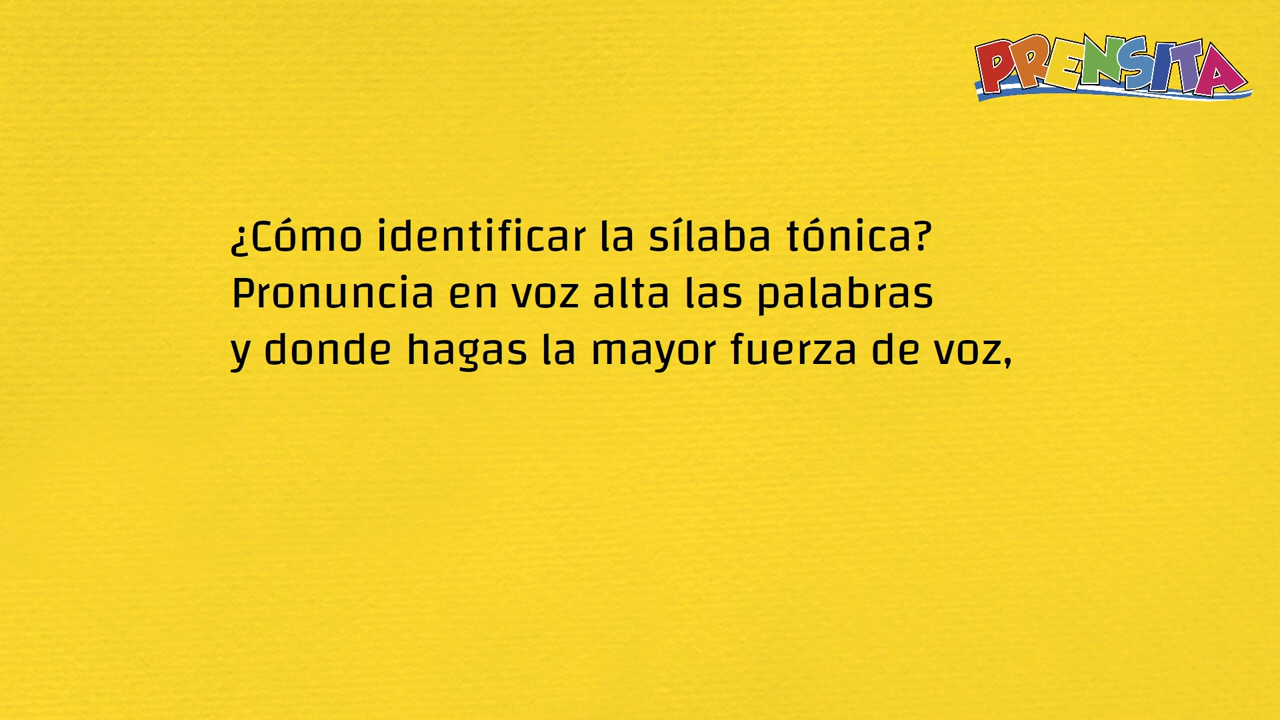 PRENSITA
¿Cómo identificar la sílaba tónica?
Pronuncia en voz alta las palabras
y donde hagas la mayor fuerza de voz,